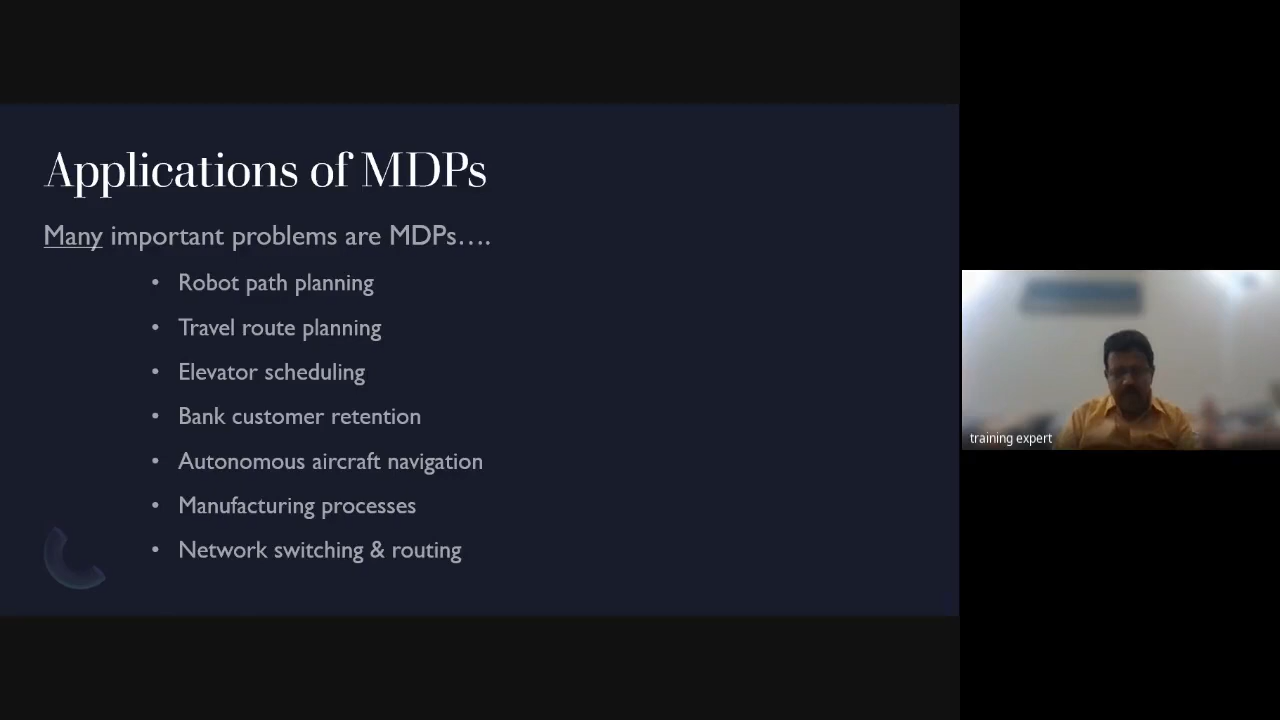 Applications of MDPs
Many important problems are MDPs….
• Robot path planning
• Travel route planning
• Elevator scheduling
• Bank customer retention
• Autonomous aircraft navigation
• Manufacturing processes
• Network switching & routing
training expert